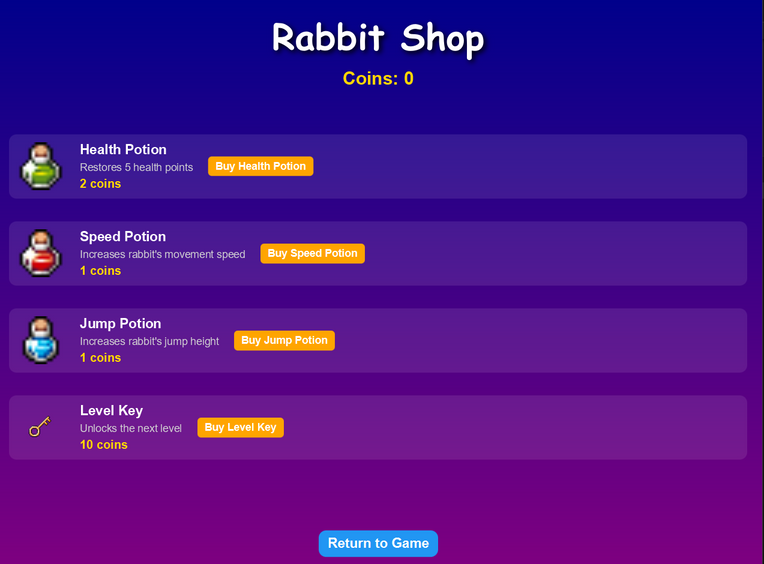 Rabbit Shop
Coins: 0
Health Potion
Restores 5 health points
2 coins
Buy Health Potion
Speed Potion
Increases rabbit's movement speed
1 coins
Buy Speed Potion
Jump Potion
Increases rabbit's jump height
1 coins
Buy Jump Potion
Level Key
Unlocks the next level
10 coins
Buy Level Key
Return to Game